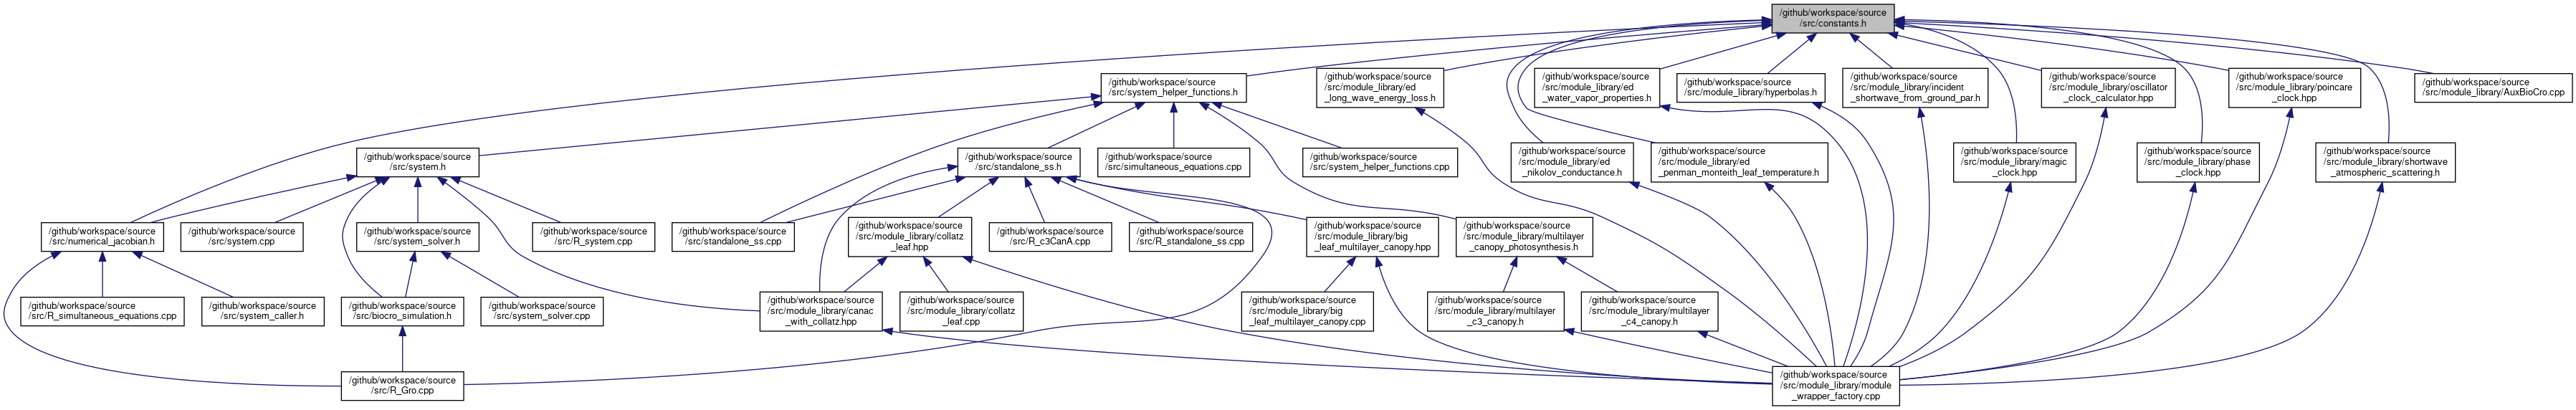 /github/workspace/source
/src/constants.h
/github/workspace/source
/src/system_helper_functions.h
/github/workspace/source
/src/module_library/ed
_long_wave_energy_loss.h
/github/workspace/source
/src/module_library/ed
_water_vapor_properties.h
/github/workspace/source
/src/module_library/hyperbolas.h
/github/workspace/source
/src/module_library/incident
_shortwave_from_ground_par.h
/github/workspace/source
/src/module_library/oscillator
_clock_calculator.hpp
/github/workspace/source
/src/module_library/poincare
_clock.hpp
/github/workspace/source
/src/module_library/AuxBioCro.cpp
/github/workspace/source
/src/system.h
/github/workspace/source
/src/standalone_ss.h
/github/workspace/source
/src/simultaneous_equations.cpp
/github/workspace/source
/src/system_helper_functions.cpp
/github/workspace/source
/src/module_library/ed
_nikolov_conductance.h
/github/workspace/source
/src/module_library/ed
_penman_monteith_leaf_temperature.h
/github/workspace/source
/src/module_library/magic
_clock.hpp
/github/workspace/source
/src/module_library/phase
_clock.hpp
/github/workspace/source
/src/module_library/shortwave
_atmospheric_scattering.h
/github/workspace/source
/src/numerical_jacobian.h
/github/workspace/source
/src/system.cpp
/github/workspace/source
/src/system_solver.h
/github/workspace/source
/src/R_system.cpp
/github/workspace/source
/src/standalone_ss.cpp
/github/workspace/source
/src/module_library/collatz
_leaf.hpp
/github/workspace/source
/src/R_c3CanA.cpp
/github/workspace/source
/src/R_standalone_ss.cpp
/github/workspace/source
/src/module_library/big
_leaf_multilayer_canopy.hpp
/github/workspace/source
/src/module_library/multilayer
_canopy_photosynthesis.h
/github/workspace/source
/src/R_simultaneous_equations.cpp
/github/workspace/source
/src/system_caller.h
/github/workspace/source
/src/biocro_simulation.h
/github/workspace/source
/src/system_solver.cpp
/github/workspace/source
/src/module_library/canac
_with_collatz.hpp
/github/workspace/source
/src/module_library/collatz
_leaf.cpp
/github/workspace/source
/src/module_library/big
_leaf_multilayer_canopy.cpp
/github/workspace/source
/src/module_library/multilayer
_c3_canopy.h
/github/workspace/source
/src/module_library/multilayer
_c4_canopy.h
/github/workspace/source
/src/R_Gro.cpp
/github/workspace/source
/src/module_library/module
_wrapper_factory.cpp